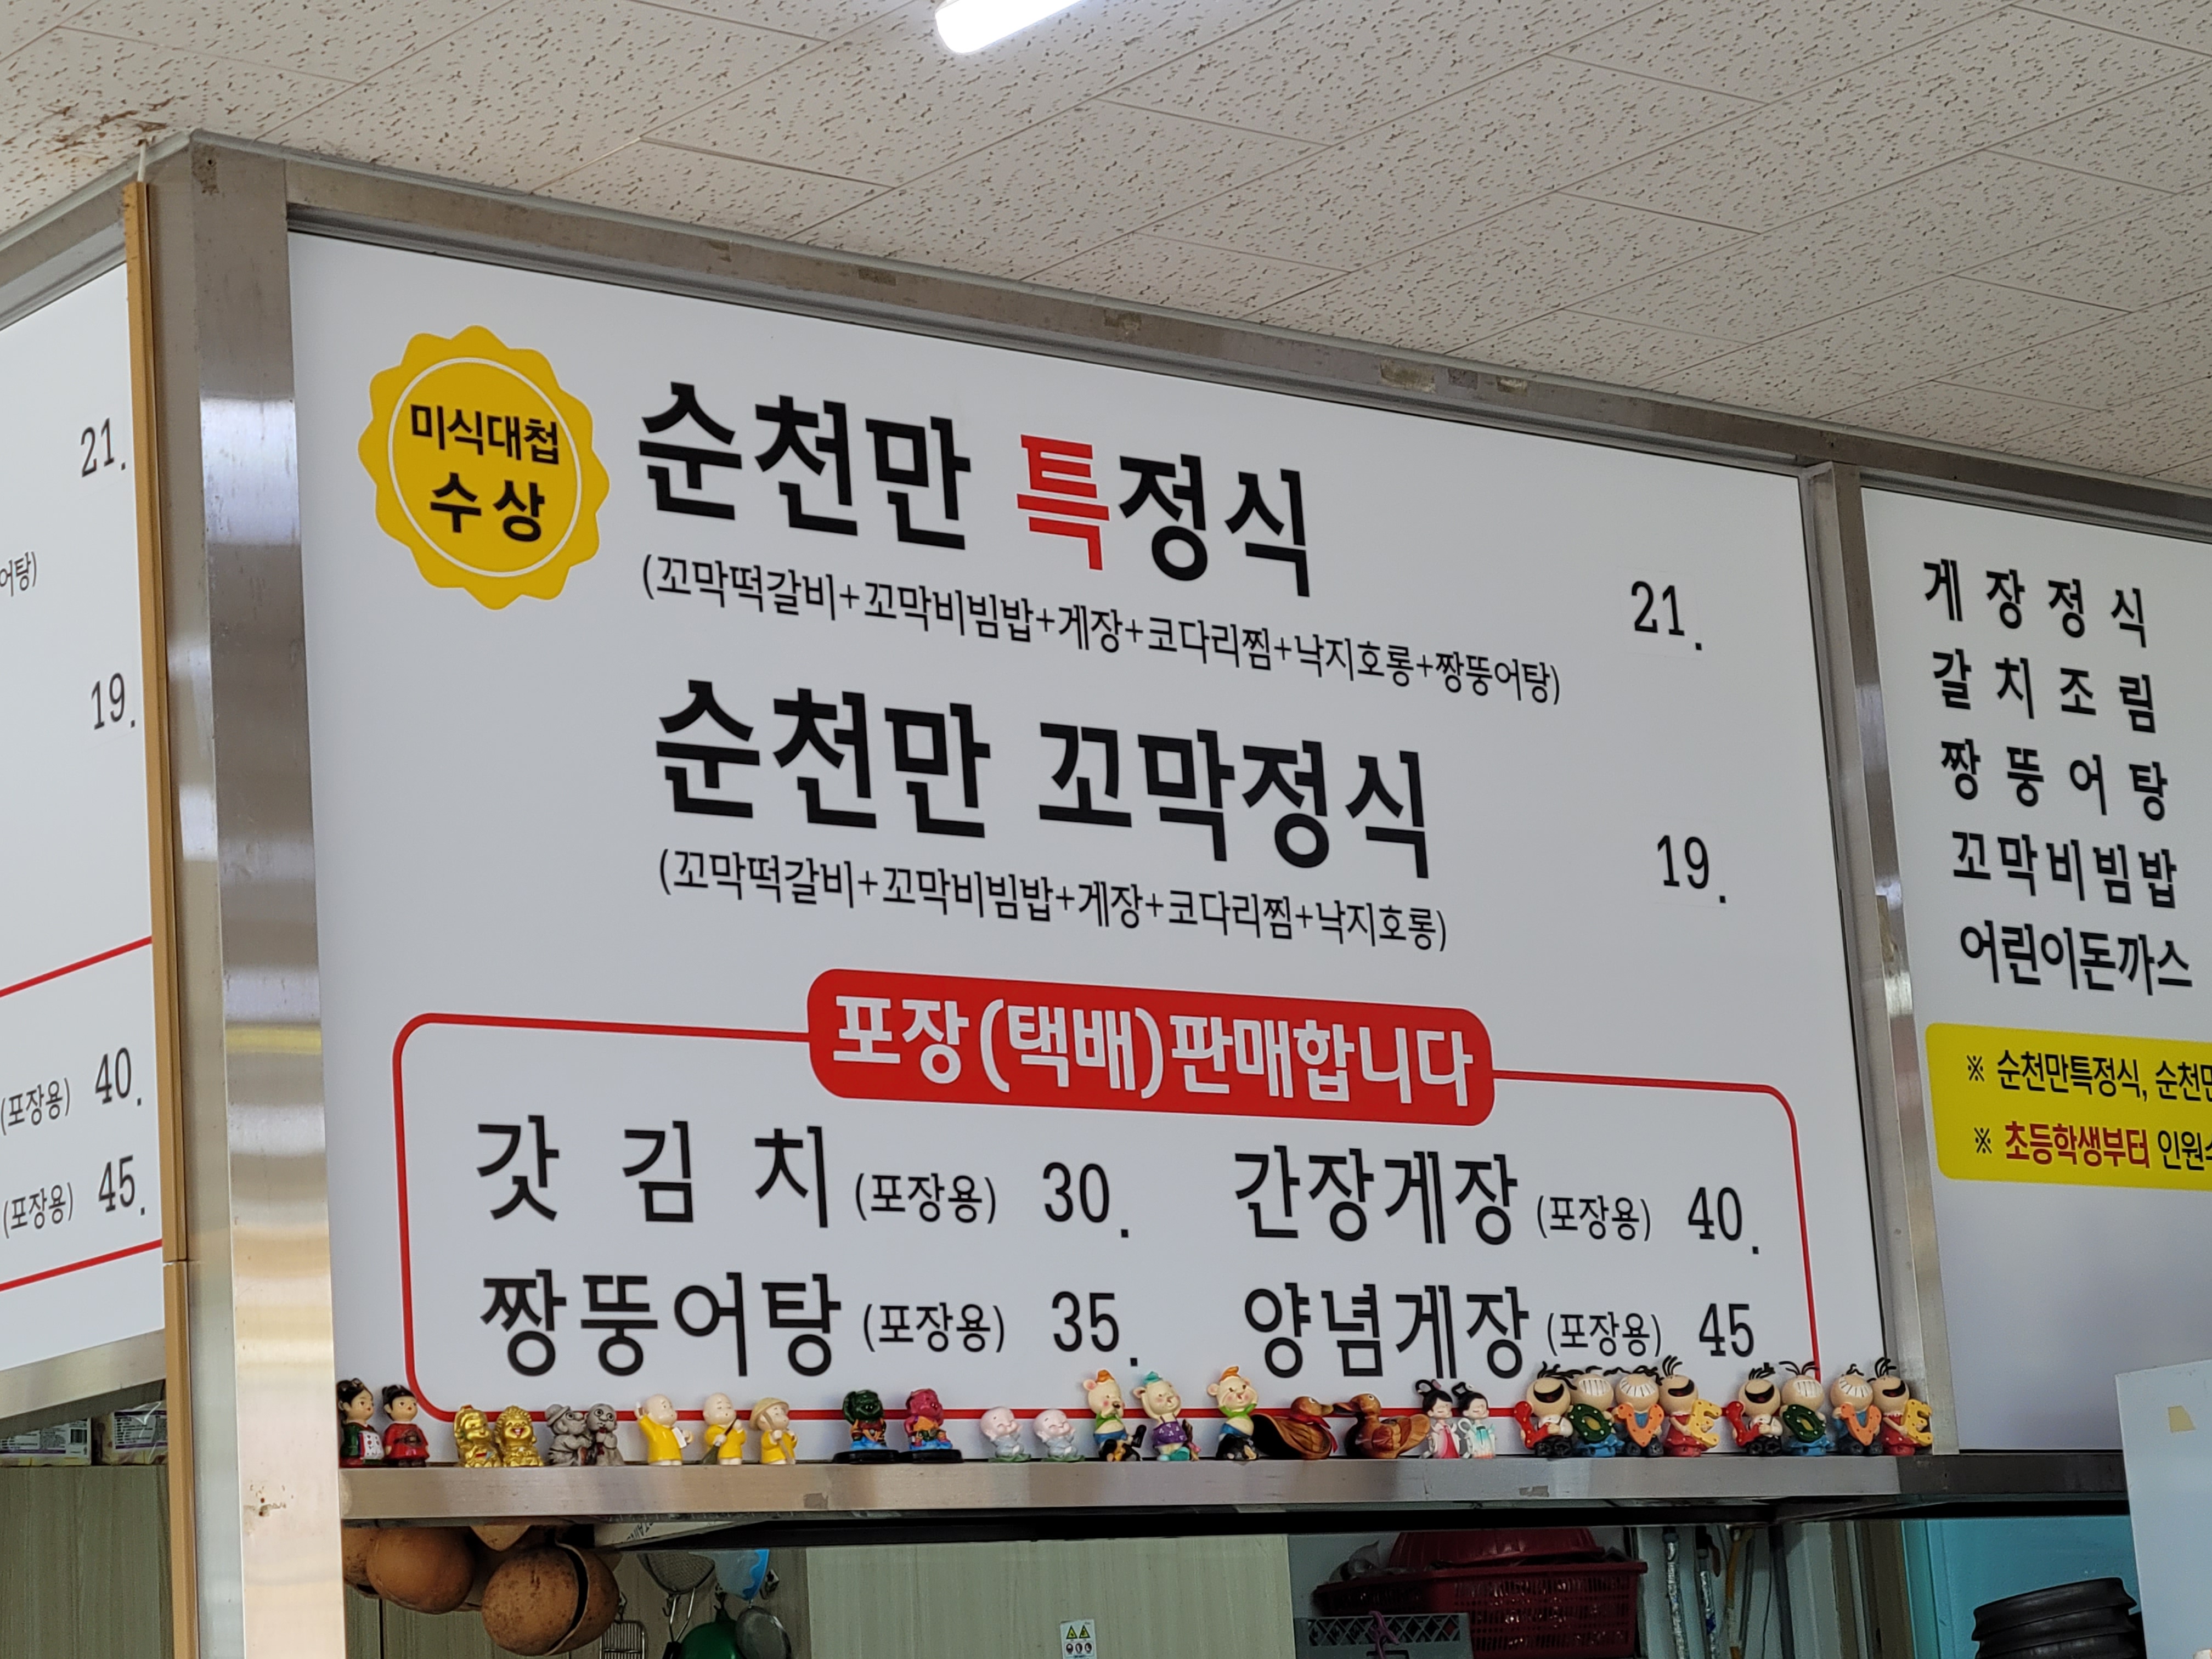 21.
어탕)
19.
(포장용) 40.
(포장용) 45.
미식대첩
수상
순천만 특정식
(꼬막떡갈비+꼬막비빔밥+게장+코다리찜+낙지호롱+짱뚱어탕)
21.
순천만 꼬막정식
(꼬막떡갈비+꼬막비빔밥+게장+코다리찜+낙지호롱)
19.
포장(택배)판매합니다
갓김치(포장용) 30.
간장게장(포장용) 40.
짱뚱어탕(포장용) 35.
양념게장(포장용) 45
게장정식
갈치조림
짱뚱어탕
꼬막비빔밥
어린이돈까스
※ 순천만특정식, 순천만
※ 초등학생부터 인원수